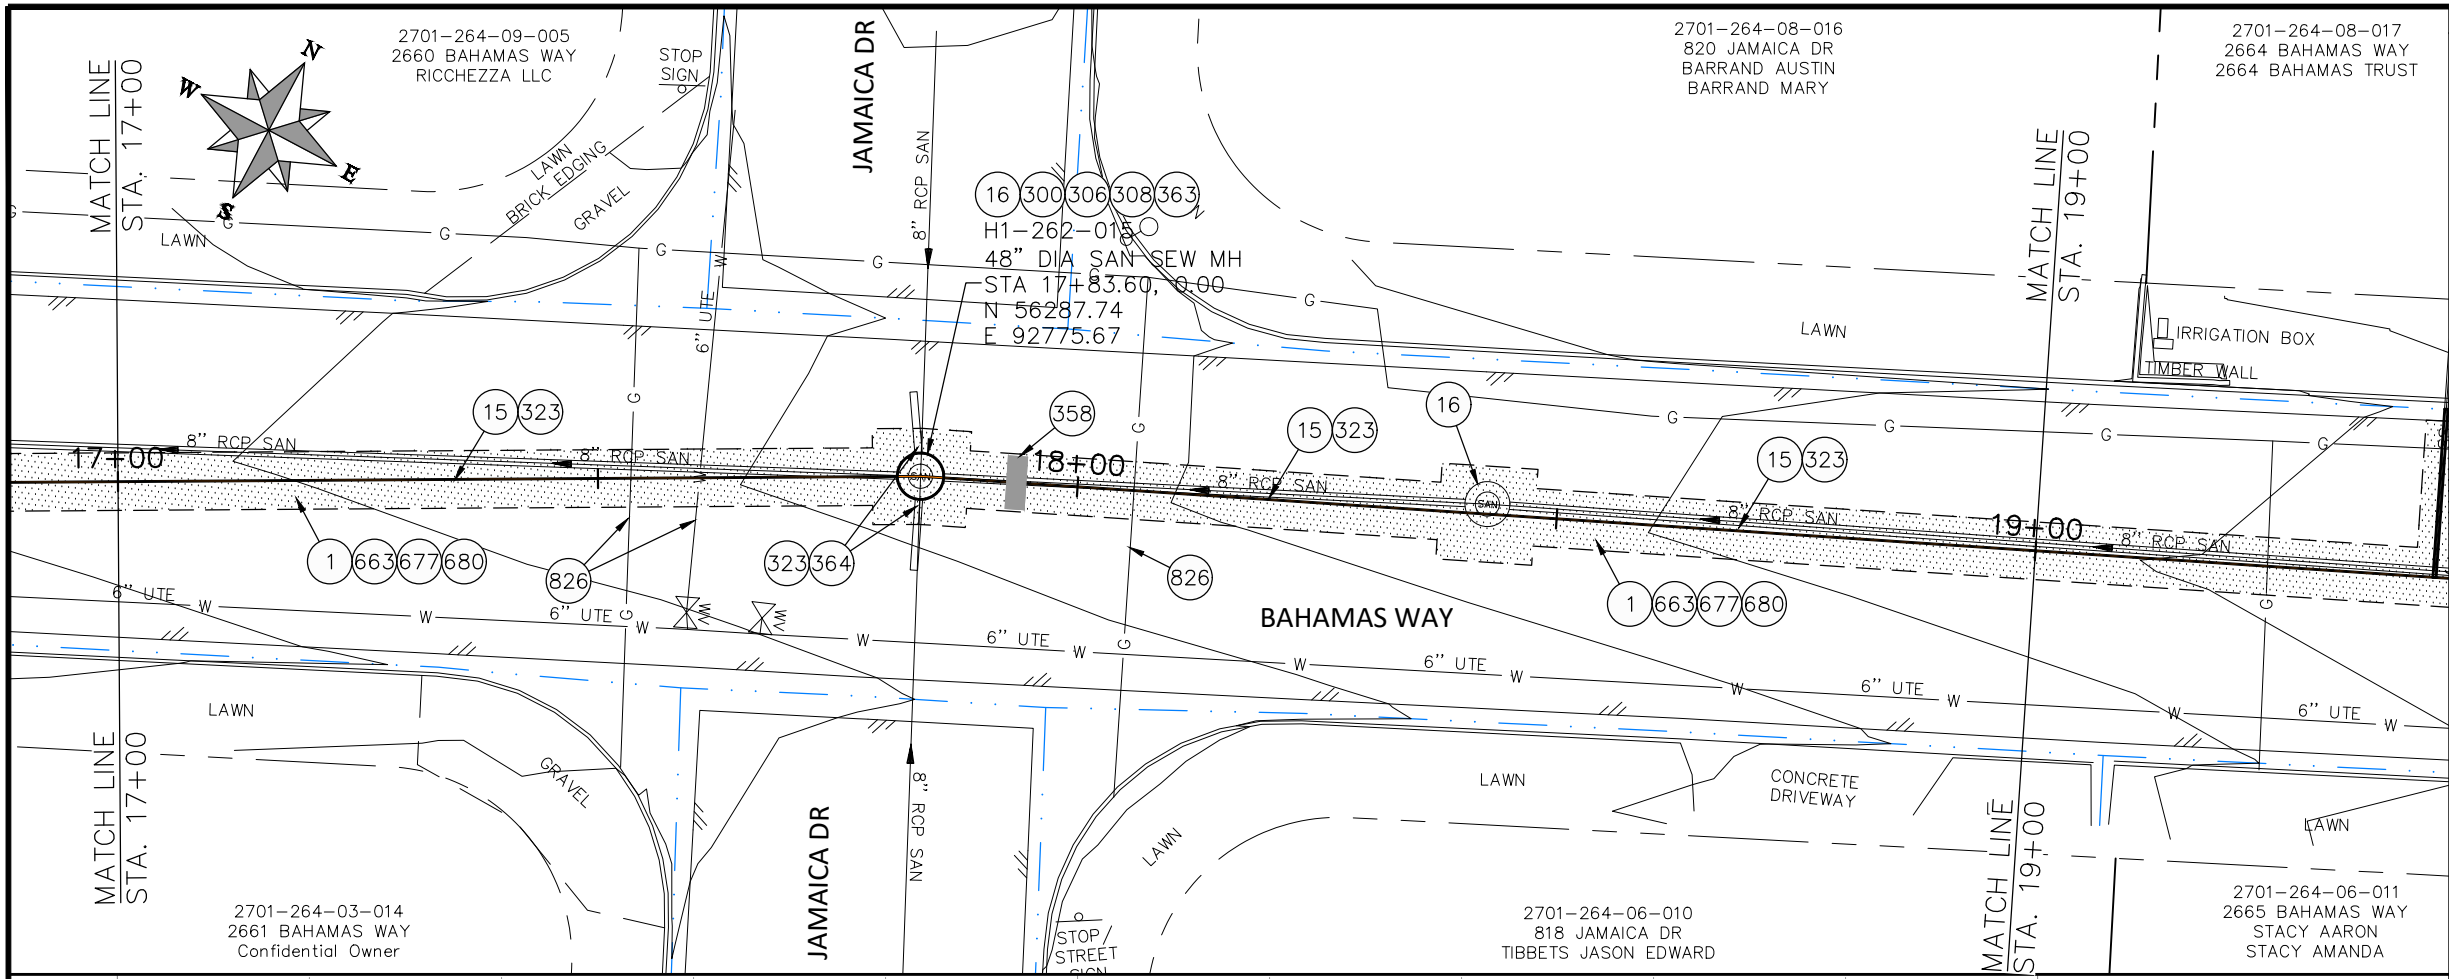 2701-264-09-005
2660 BAHAMAS WAY
RICCHEZZA LLC
STOP
SIGN
JAMAICA DR
2701-264-08-016
820 JAMAICA DR
BARRAND AUSTIN
BARRAND MARY
2701-264-08-017
2664 BAHAMAS WAY
2664 BAHAMAS TRUST
MATCH LINE
STA. 17+00
N
W
E
S
LAWN
BRICK EDGING
GRAVEL
LAWN
8" RCP SAN
16 300 306 308 363
H1-262-015
48" DIA SAN SEW MH
STA 17+83.60, 0.00
N 56287.74
E 92775.67
MATCH LINE
STA. 19+00
G
G
G
G
G
G
W
6" UTE
LAWN
IRRIGATION BOX
TIMBER WALL
15 323
358
15 323
16
15 323
G
G
G
G
G
G
17+00
8" RCP SAN
8" RCP SAN
W
SAN
18+00
8" RCP SAN
SAN
8" RCP SAN
19+00
8" RCP SAN
1 663 677 680
826
323 364
826
1 663 677 680
6" UTE
W
6" UTE
G
W
WV
WV
W
6" UTE
W
G
W
6" UTE
W
W
6" UTE
W
W
6" UTE
W
G
BAHAMAS WAY
LAWN
GRAVEL
MATCH LINE
STA. 17+00
JAMAICA DR
8" RCP SAN
LAWN
LAWN
CONCRETE
DRIVEWAY
MATCH LINE
STA. 19+00
LAWN
2701-264-03-014
2661 BAHAMAS WAY
Confidential Owner
STOP/
STREET
SIGN
2701-264-06-010
818 JAMAICA DR
TIBBETS JASON EDWARD
2701-264-06-011
2665 BAHAMAS WAY
STACY AARON
STACY AMANDA